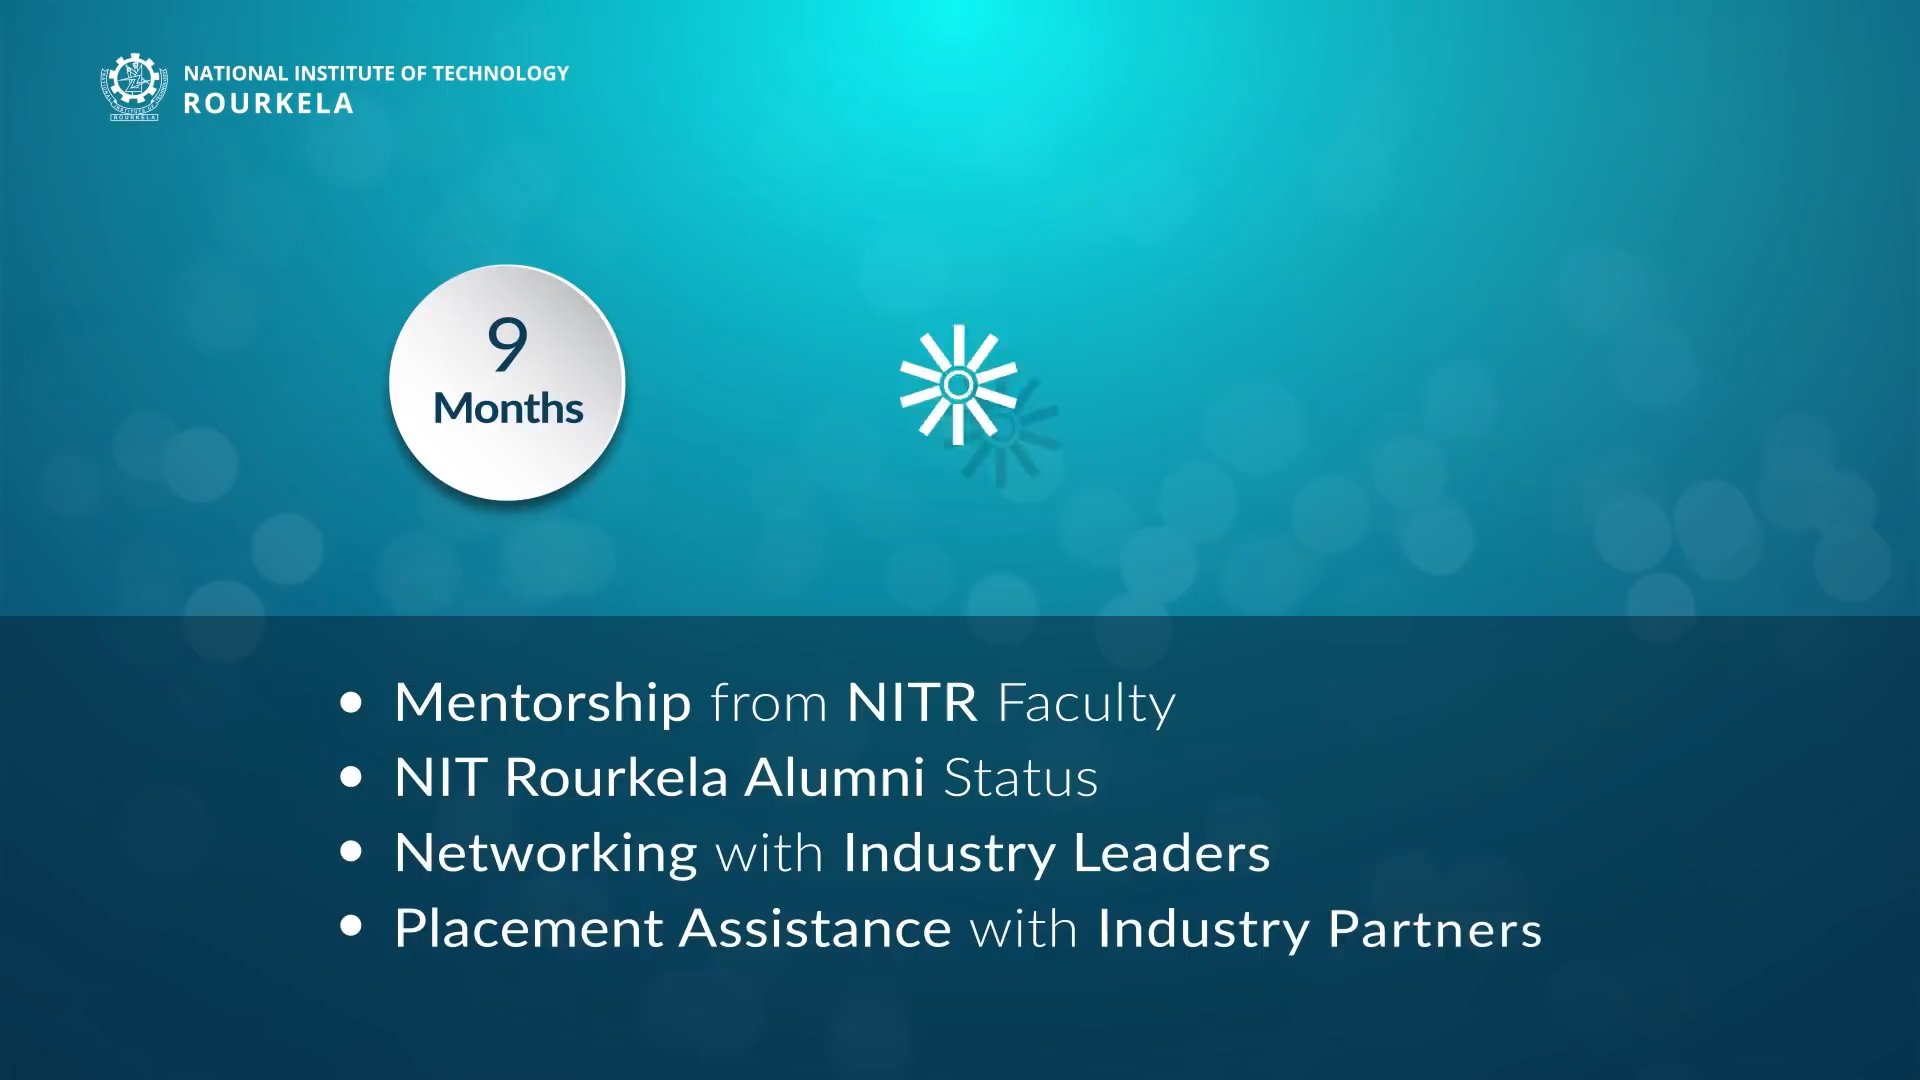 NATIONAL INSTITUTE OF TECHNOLOGY
ROURKELA
ROURKELA
9
Months
• Mentorship from NITR Faculty
• NIT Rourkela Alumni Status
• Networking with Industry Leaders
• Placement Assistance with Industry Partners